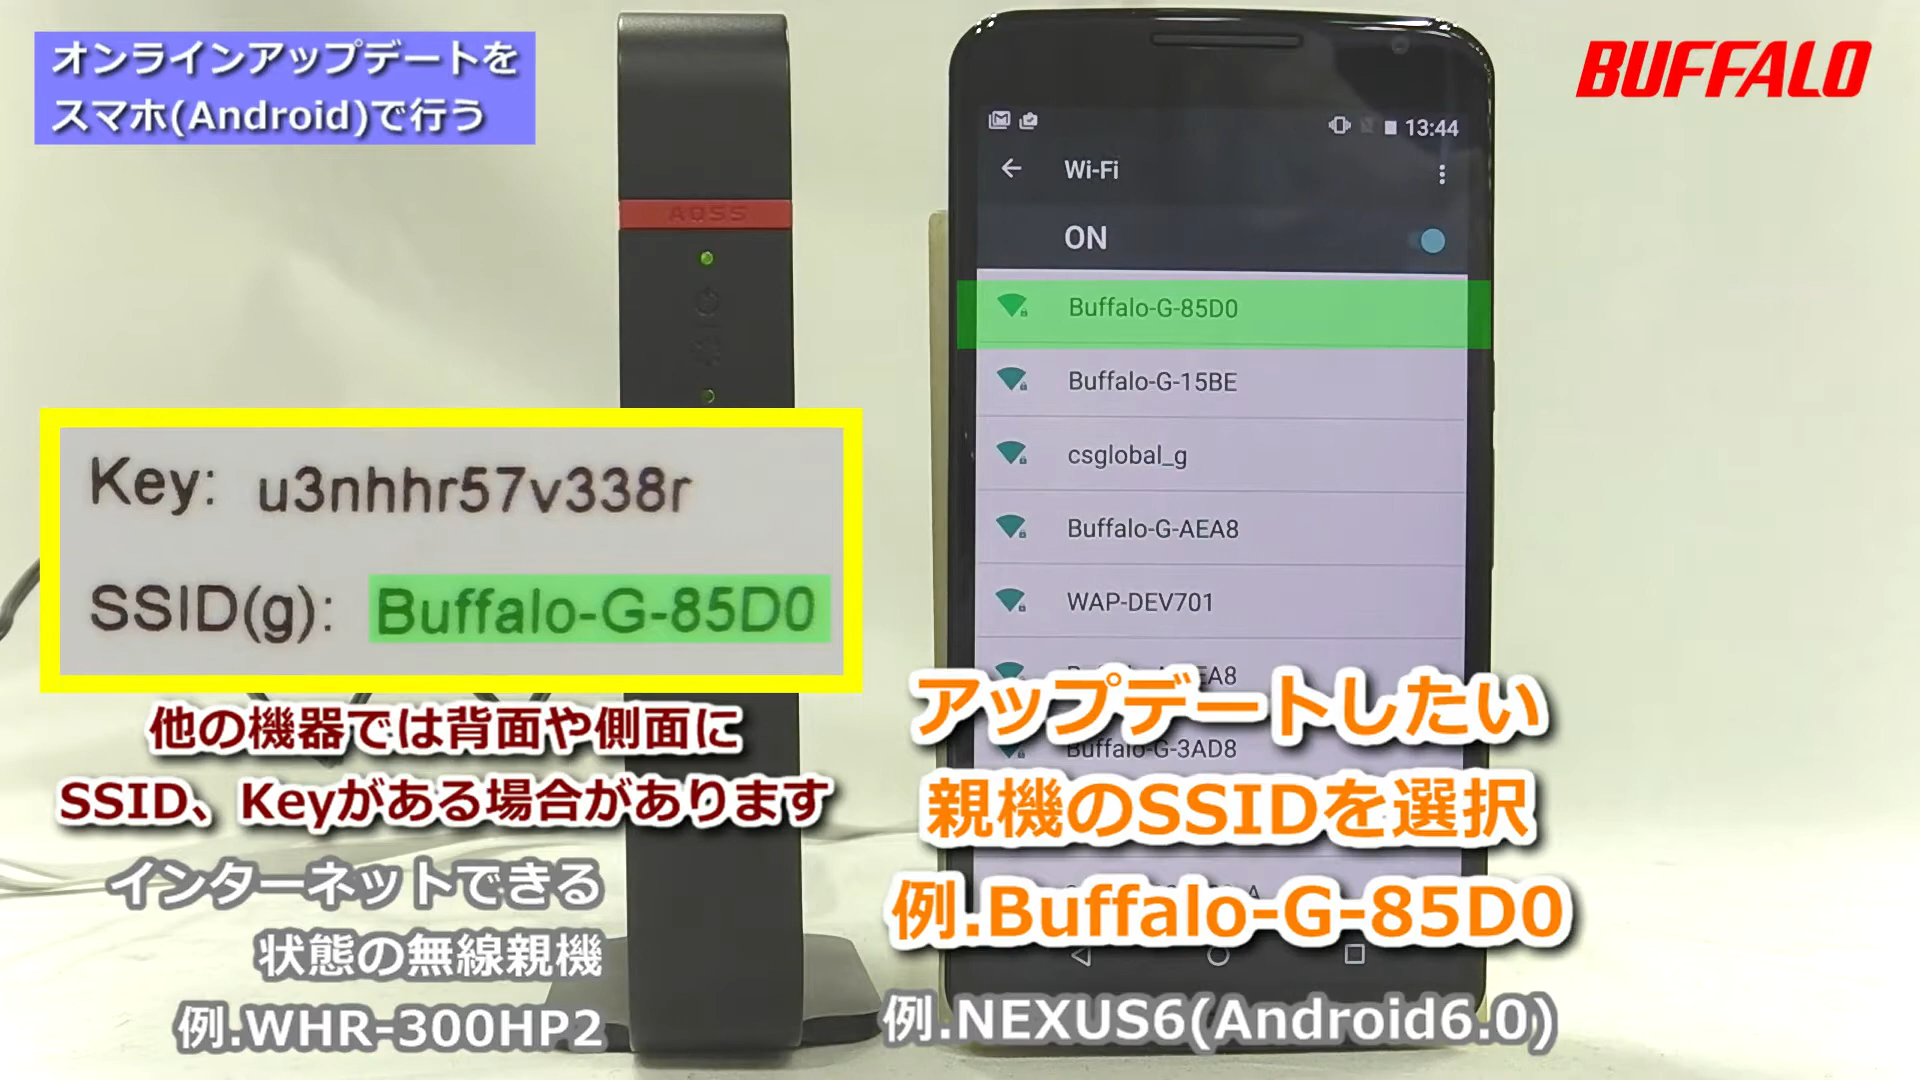 オンラインアップデートを
スマホ(Android)で行う
BUFFALO
AOSS
13:44
Wi-Fi
ON
Buffalo-G-85D0
Buffalo-G-15BE
csglobal_g
Buffalo-G-AEA8
WAP-DEV701
Buffalo-G-3AD8
Key: u3nhhr57v338r
SSID(g): Buffalo-G-85D0
他の機器では背面や側面に
SSID、Keyがある場合があります
インターネットできる
状態の無線親機
例.WHR-300HP2
アップデートしたい
親機のSSIDを選択
例.Buffalo-G-85D0
例.NEXUS6(Android6.0)